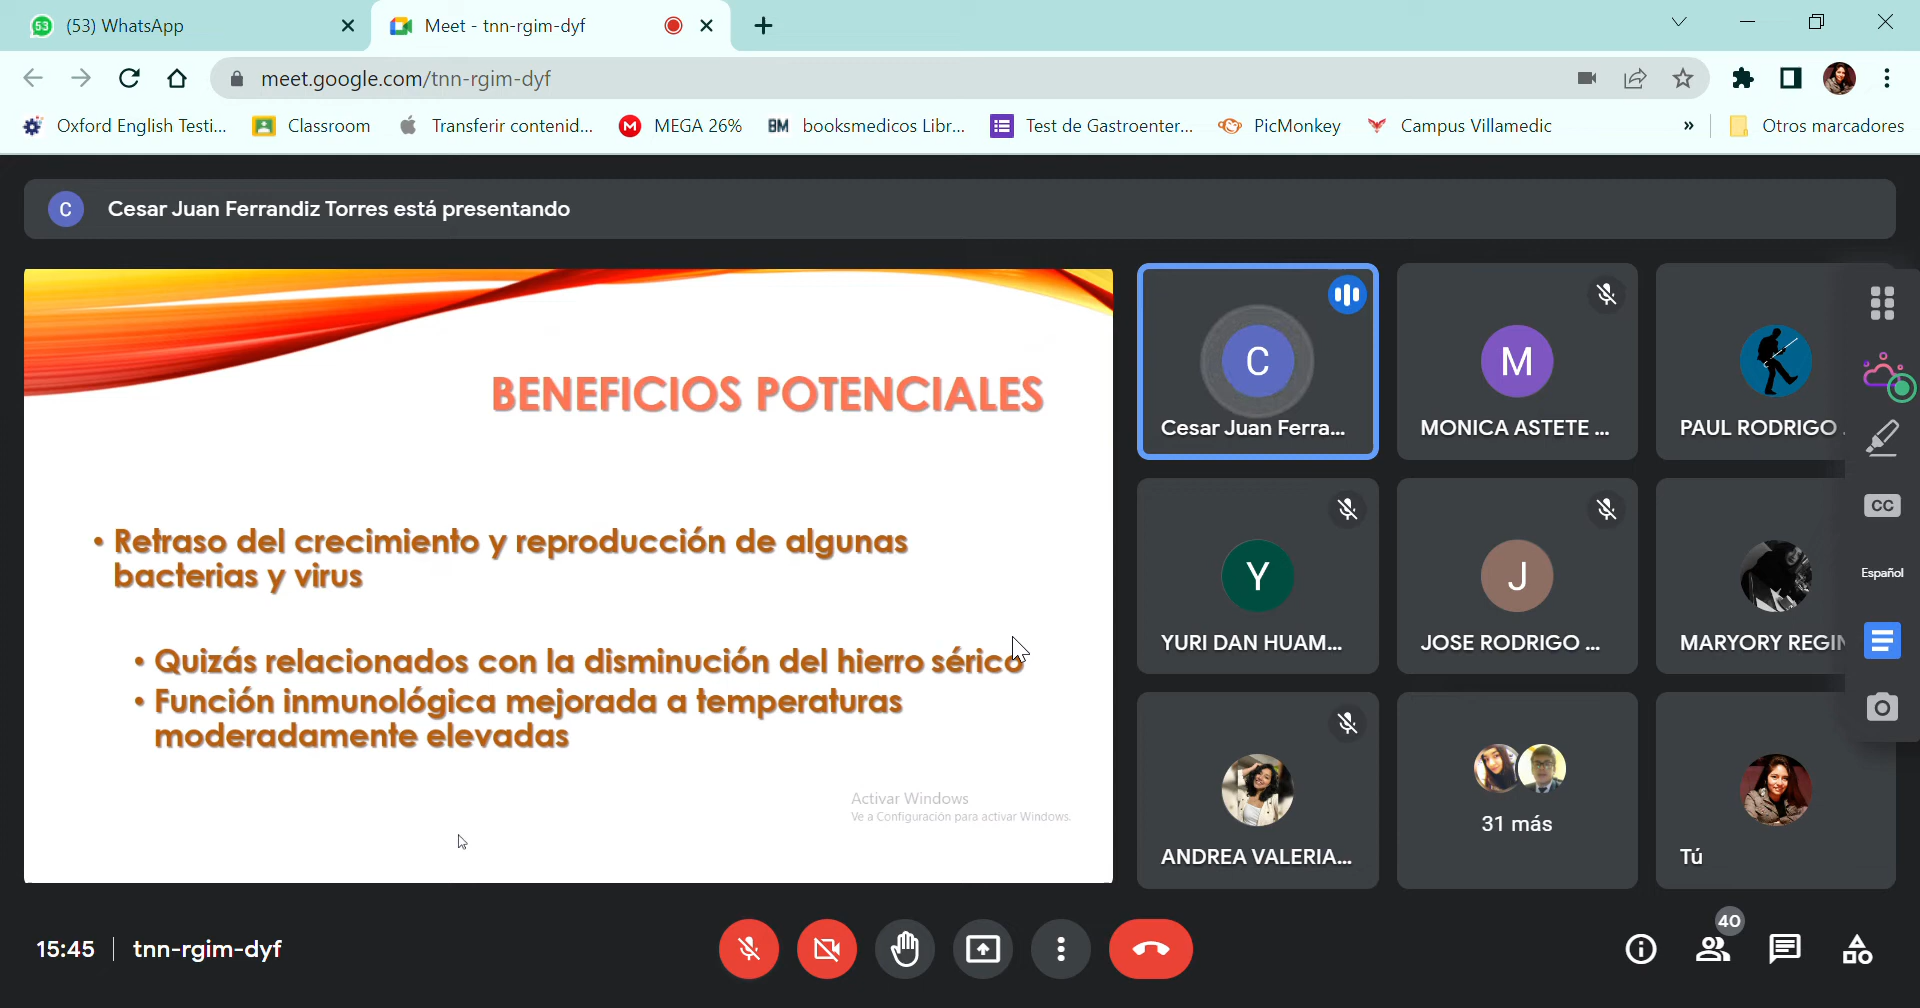 53 (53) WhatsApp
Meet - tnn-rgim-dyf
meet.google.com/tnn-rgim-dyf
Oxford English Testi...
Classroom
Transferir contenid...
M MEGA 26%
BM booksmedicos Libr...
Test de Gastroenter...
PicMonkey
Campus Villamedic
»
Otros marcadores
C Cesar Juan Ferrandiz Torres está presentando
BENEFICIOS POTENCIALES
• Retraso del crecimiento y reproducción de algunas
bacterias y virus
• Quizás relacionados con la disminución del hierro sérico
• Función inmunológica mejorada a temperaturas
moderadamente elevadas
Activar Windows
Ve a Configuración para activar Windows.
C
Cesar Juan Ferra...
M
MONICA ASTETE ...
PAUL RODRIGO .
Y
YURI DAN HUAM...
J
JOSE RODRIGO ...
MARYORY REGIN
ANDREA VALERIA...
31 más
Tú
CC
Español
15:45 | tnn-rgim-dyf
40